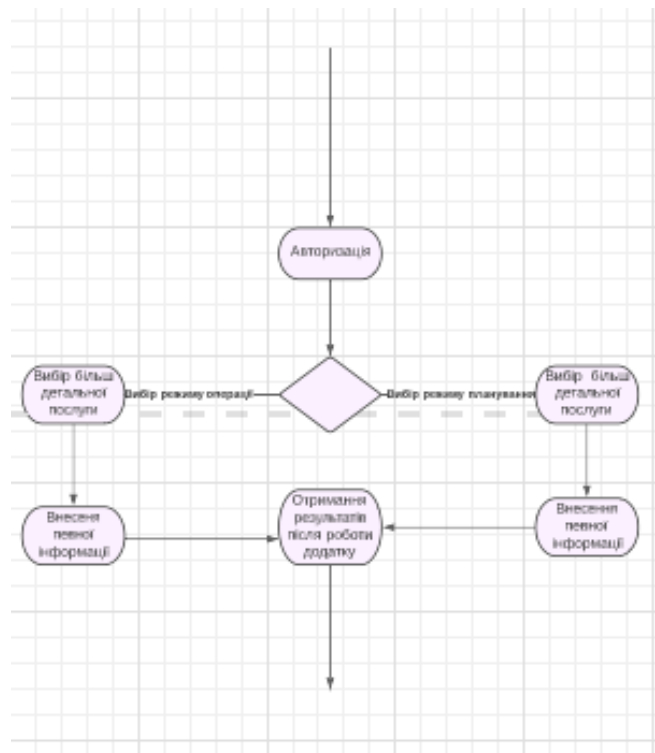 Авторизація
Вибір більш
детальної
послуги
Вибір режиму операції
Вибір режиму планування
Вибір більш
детальної
послуги
Внесеня
певної
інформації
Отримання
результатів
після роботи
додатку
Внесення
певної
інформації